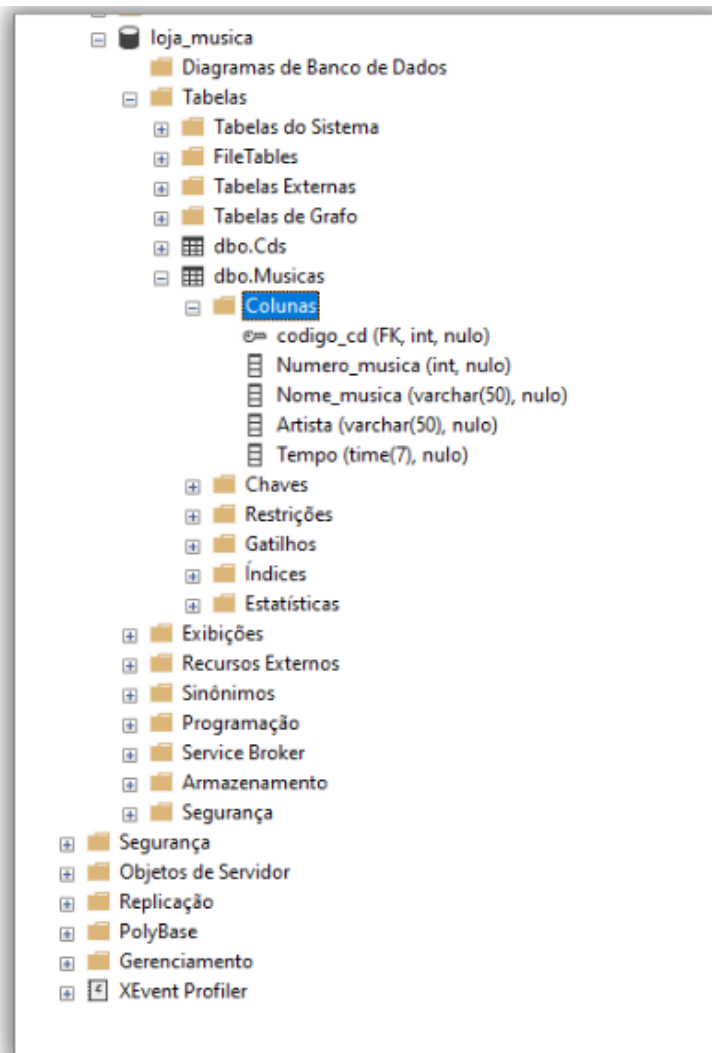 loja_musica
Diagramas de Banco de Dados
Tabelas
Tabelas do Sistema
FileTables
Tabelas Externas
Tabelas de Grafo
dbo.Cds
dbo.Musicas
Colunas
codigo_cd (FK, int, nulo)
Numero_musica (int, nulo)
Nome_musica (varchar(50), nulo)
Artista (varchar(50), nulo)
Tempo (time(7), nulo)
Chaves
Restrições
Gatilhos
Índices
Estatísticas
Exibições
Recursos Externos
Sinônimos
Programação
Service Broker
Armazenamento
Segurança
Segurança
Objetos de Servidor
Replicação
PolyBase
Gerenciamento
XEvent Profiler